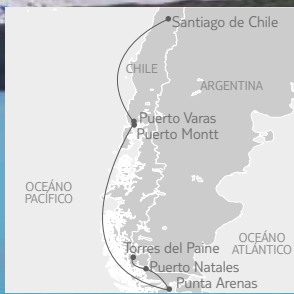 Santiago de Chile
CHILE
ARGENTINA
Puerto Varas
Puerto Montt
OCEÁNO
PACÍFICO
OCEÁNO
ATLÁNTICO
Torres del Paine
Puerto Natales
Punta Arenas